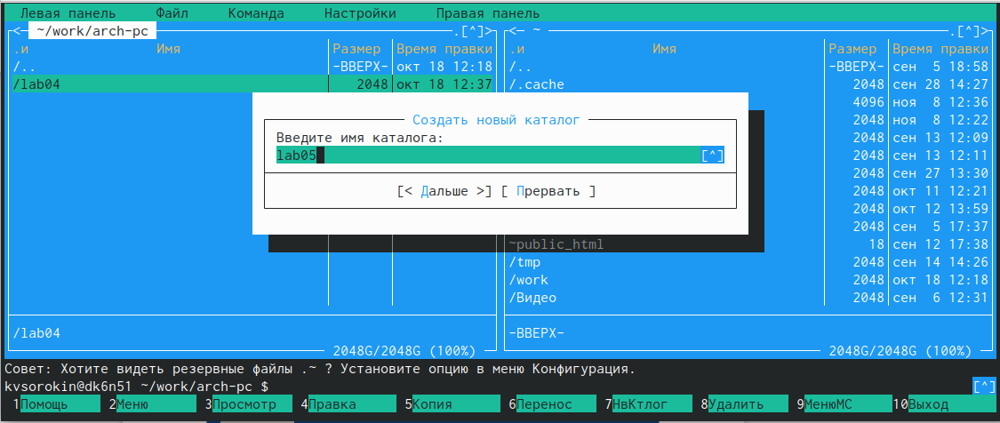 Левая панель Файл Команда Настройки Правая панель
<─ ~/work/arch-pc .[^]> <─ ~ .[^]>
.и Имя Размер Время правки .и Имя Размер Время правки
/.. -ВВЕРХ- окт 18 12:18 /.. -ВВЕРХ- сен 5 18:58
/lab04 2048 окт 18 12:37 /.cache 2048 сен 28 14:27
4096 ноя 8 12:36
Создать новый каталог 2048 ноя 8 12:22
Введите имя каталога: 2048 сен 13 12:09
lab05 [^] 2048 сен 13 12:11
2048 сен 27 13:30
[< Дальше >] [ Прервать ] 2048 окт 11 12:21
2048 окт 12 13:59
2048 сен 5 17:37
~public_html 18 сен 12 17:38
/tmp 2048 сен 14 14:26
/work 2048 окт 18 12:18
/Видео 2048 сен 6 12:31
/lab04 -ВВЕРХ-
2048G/2048G (100%) 2048G/2048G (100%)
Совет: Хотите видеть резервные файлы .~ ? Установите опцию в меню Конфигурация.
kvsorokin@dk6n51 ~/work/arch-pc $ [^]
1Помощь 2Меню 3Просмотр 4Правка 5Копия 6Перенос 7НвКтлог 8Удалить 9МенюМС 10Выход